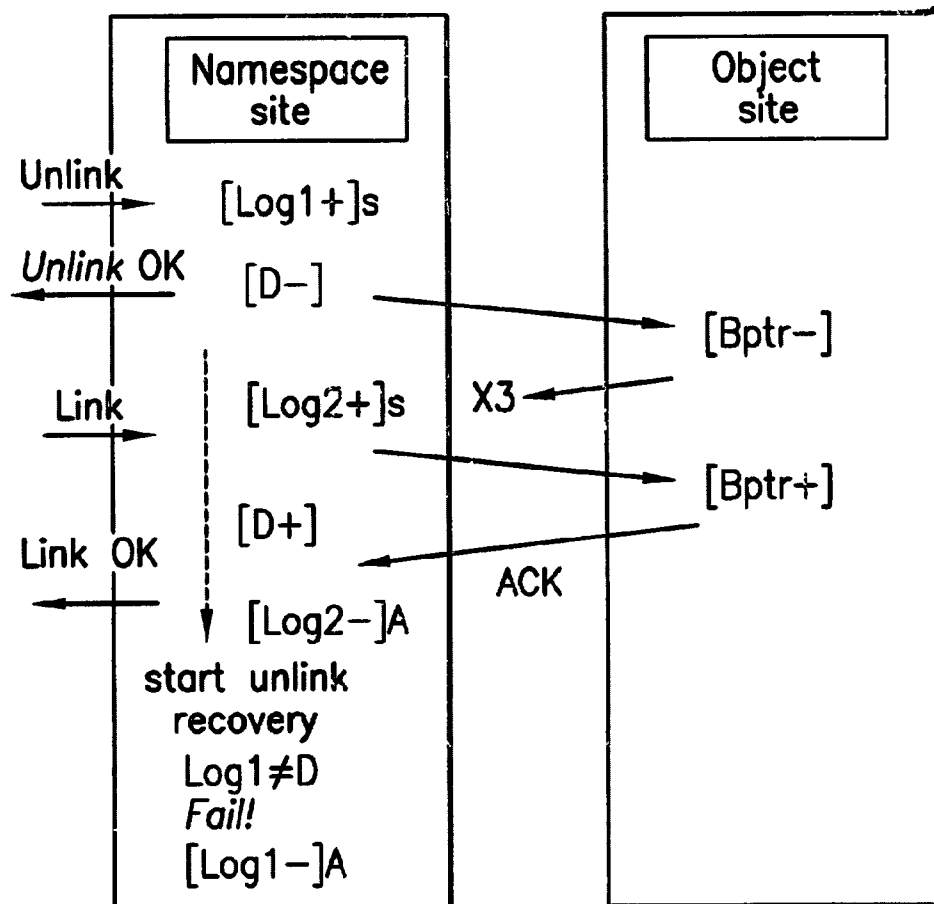 Namespace
site
Object
site
Unlink
[Log1+]s
Unlink OK
[D−]
[Bptr−]
X3
Link
[Log2+]s
[Bptr+]
[D+]
Link OK
ACK
[Log2−]A
start unlink
recovery
Log1≠D
Fail!
[Log1−]A